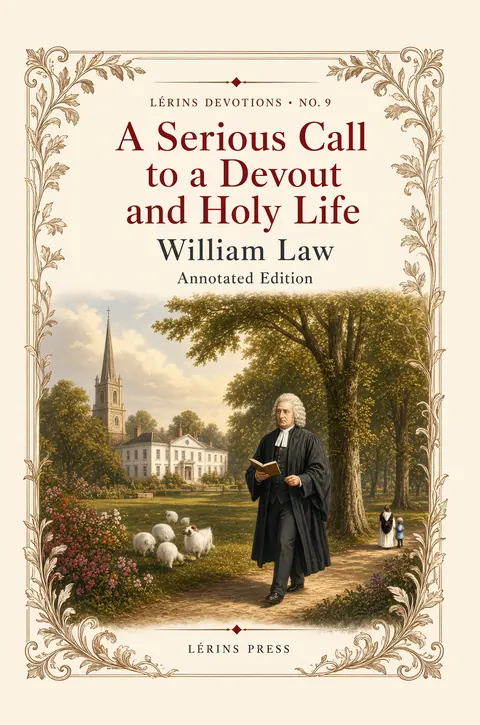 LÉRINS DEVOTIONS • NO. 9
A Serious Call
to a Devout
and Holy Life
William Law
Annotated Edition
LÉRINS PRESS